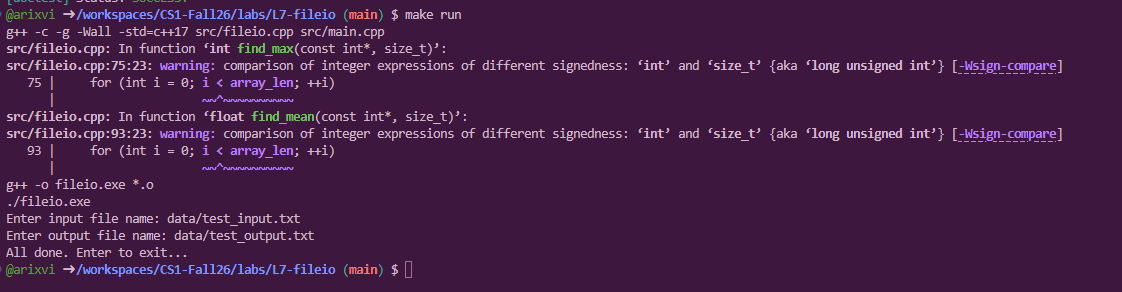 @arixvi ➜/workspaces/CS1-Fall26/labs/L7-fileio (main) $ make run
g++ -c -g -Wall -std=c++17 src/fileio.cpp src/main.cpp
src/fileio.cpp: In function ‘int find_max(const int*, size_t)’:
src/fileio.cpp:75:23: warning: comparison of integer expressions of different signedness: ‘int’ and ‘size_t’ {aka ‘long unsigned int’} [-Wsign-compare]
   75 |     for (int i = 0; i < array_len; ++i)
      |                     ~~^~~~~~~~~~~
src/fileio.cpp: In function ‘float find_mean(const int*, size_t)’:
src/fileio.cpp:93:23: warning: comparison of integer expressions of different signedness: ‘int’ and ‘size_t’ {aka ‘long unsigned int’} [-Wsign-compare]
   93 |     for (int i = 0; i < array_len; ++i)
      |                     ~~^~~~~~~~~~~
g++ -o fileio.exe *.o
./fileio.exe
Enter input file name: data/test_input.txt
Enter output file name: data/test_output.txt
All done. Enter to exit...
@arixvi ➜/workspaces/CS1-Fall26/labs/L7-fileio (main) $